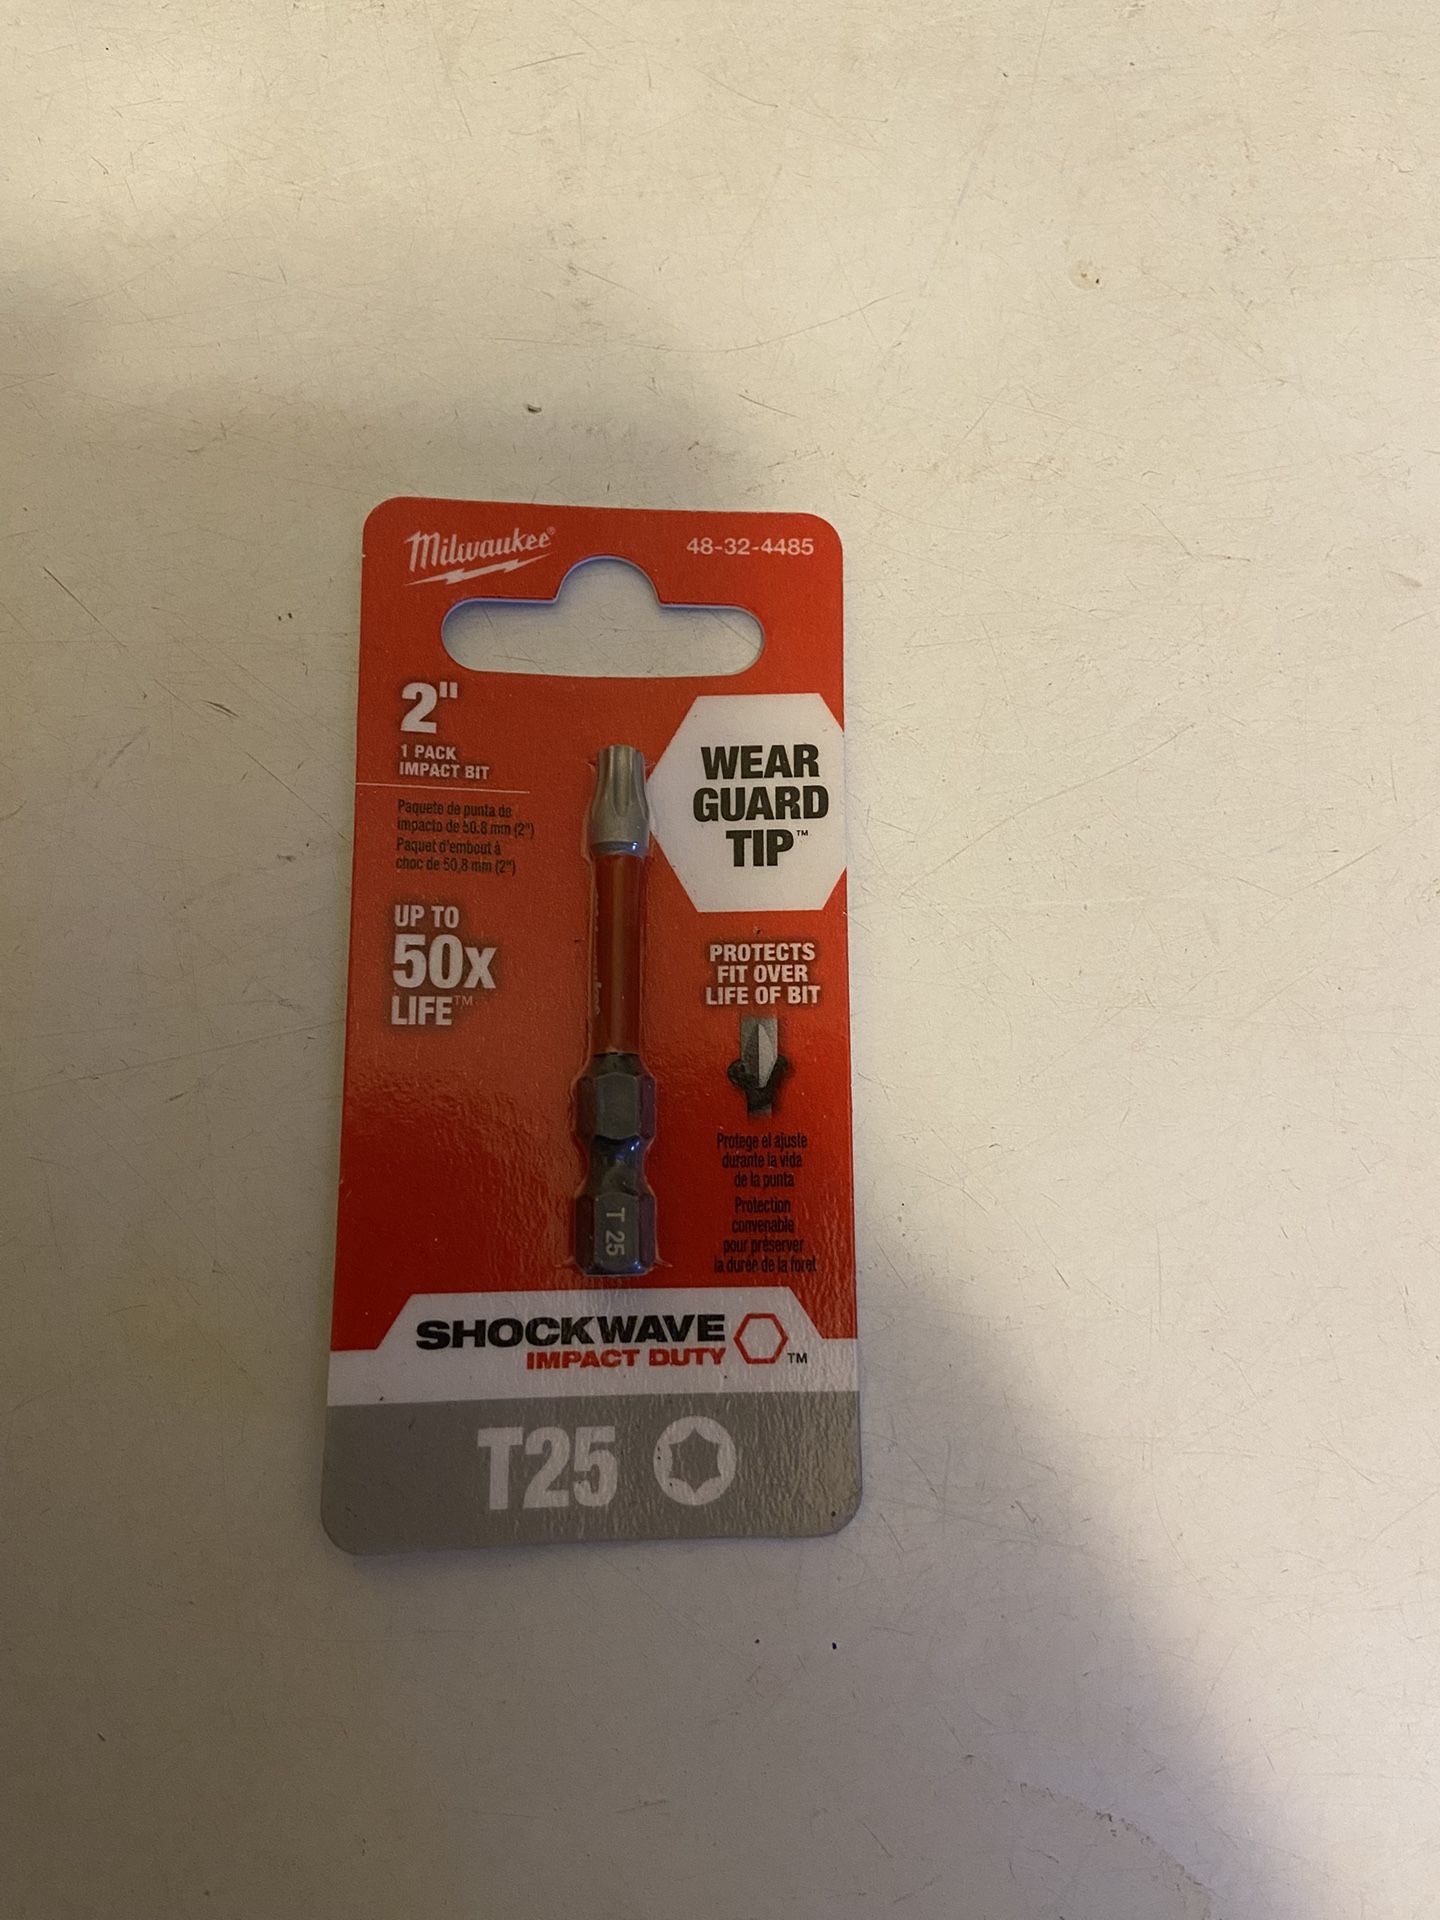 Milwaukee®
48-32-4485
2"
1 PACK
IMPACT BIT
Paquete de punta de
impacto de 50.8 mm (2")
Paquet d'embout à
choc de 50,8 mm (2")
UP TO
50x
LIFE™
WEAR
GUARD
TIP™
PROTECTS
FIT OVER
LIFE OF BIT
Protege el ajuste
durante la vida
de la punta
Protection
convenable
pour préserver
la durée de la foret
T 25
SHOCKWAVE
IMPACT DUTY™
T25